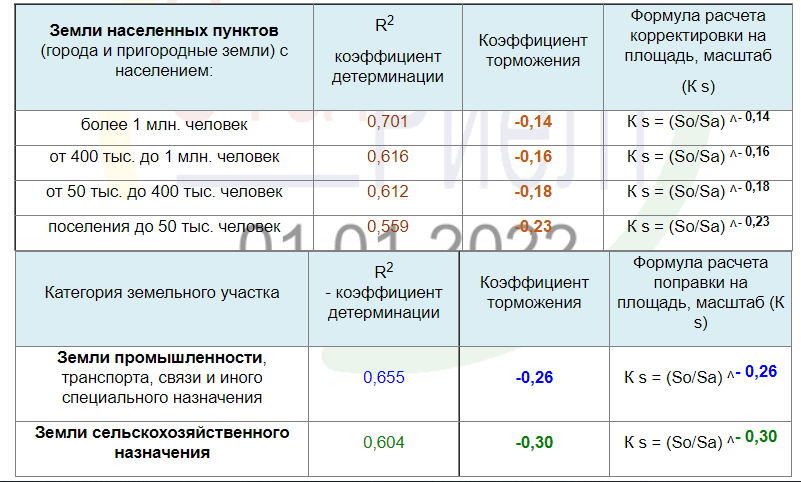 Земли населенных пунктов
(города и пригородные земли) с
населением:
R2
коэффициент
детерминации
Коэффициент
торможения
Формула расчета
корректировки на
площадь, масштаб
(К s)
более 1 млн. человек
0,701
-0,14
К s = (So/Sa) ^- 0,14
от 400 тыс. до 1 млн. человек
0,616
-0,16
К s = (So/Sa) ^- 0,16
от 50 тыс. до 400 тыс. человек
0,612
-0,18
К s = (So/Sa) ^- 0,18
поселения до 50 тыс. человек
0,559
-0,23
К s = (So/Sa) ^- 0,23
01.01.2022
Категория земельного участка
R2
- коэффициент
детерминации
Коэффициент
торможения
Формула расчета
поправки на
площадь, масштаб (К
s)
Земли промышленности,
транспорта, связи и иного
специального назначения
0,655
-0,26
К s = (So/Sa) ^- 0,26
Земли сельскохозяйственного
назначения
0,604
-0,30
К s = (So/Sa) ^- 0,30